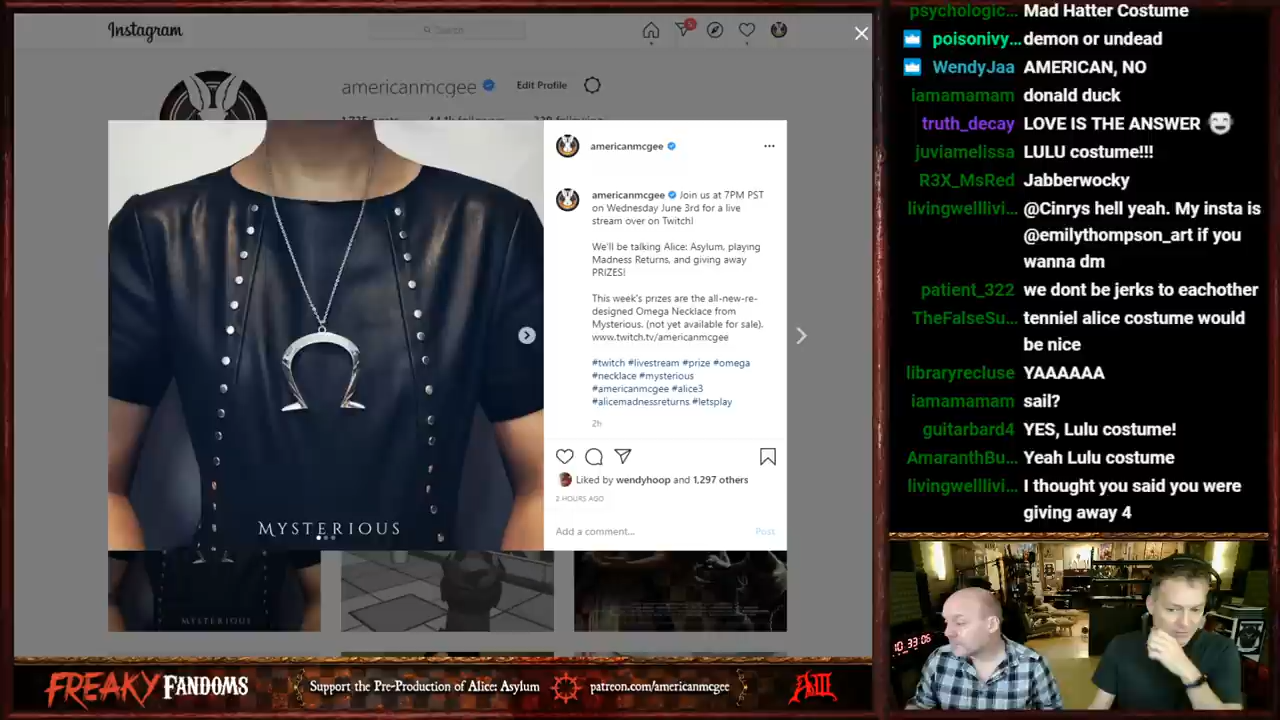 Instagram
Search
5
americanmcgee
Edit Profile
americanmcgee
americanmcgee Join us at 7PM PST
on Wednesday June 3rd for a live
stream over on Twitch!
We'll be talking Alice: Asylum, playing
Madness Returns, and giving away
PRIZES!
This week's prizes are the all-new-re-
designed Omega Necklace from
Mysterious. (not yet available for sale).
www.twitch.tv/americanmcgee
#twitch #livestream #prize #omega
#necklace #mysterious
#americanmcgee #alice3
#alicemadnessreturns #letsplay
2h
Liked by wendyhoop and 1,297 others
2 HOURS AGO
Add a comment...
Post
MYSTERIOUS
MYSTERIOUS
psychologic... Mad Hatter Costume
poisonivy... demon or undead
WendyJaa AMERICAN, NO
iamamamam donald duck
truth_decay LOVE IS THE ANSWER
juviamelissa LULU costume!!!
R3X_MsRed Jabberwocky
livingwelllivi... @Cinrys hell yeah. My insta is
@emilythompson_art if you
wanna dm
patient_322 we dont be jerks to eachother
TheFalseSu... tenniel alice costume would
be nice
libraryrecluse YAAAAAA
iamamamam sail?
guitarbard4 YES, Lulu costume!
AmaranthBu... Yeah Lulu costume
livingwelllivi... I thought you said you were
giving away 4
FREAKY FANDOMS
Support the Pre-Production of Alice: Asylum
patreon.com/americanmcgee